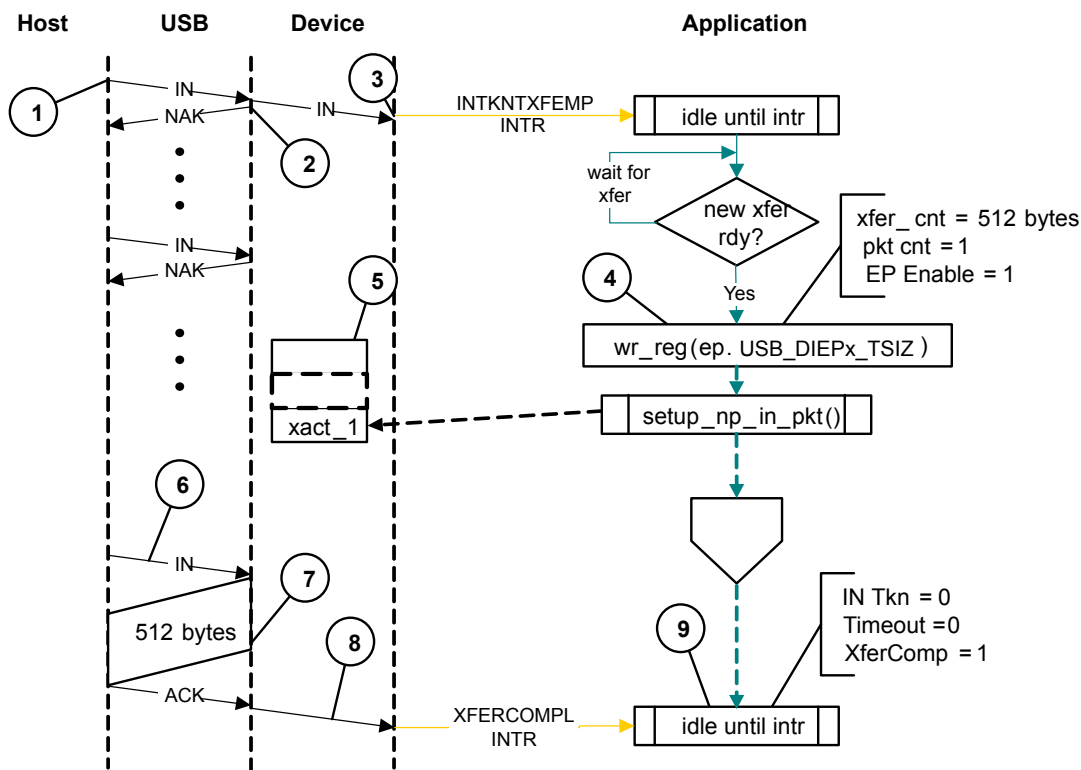 Host USB Device Application
1
IN
NAK
2
IN
3
INTKNTXFEMP
INTR
idle until intr
wait for
xfer
new xfer
rdy?
xfer_ cnt = 512 bytes
pkt cnt = 1
EP Enable = 1
IN
NAK
5
4
Yes
wr_reg(ep. USB_DIEPx_TSIZ )
xact_1
setup_np_in_pkt()
6
IN
7
512 bytes
8
ACK
9
IN Tkn = 0
Timeout =0
XferComp = 1
XFERCOMPL
INTR
idle until intr